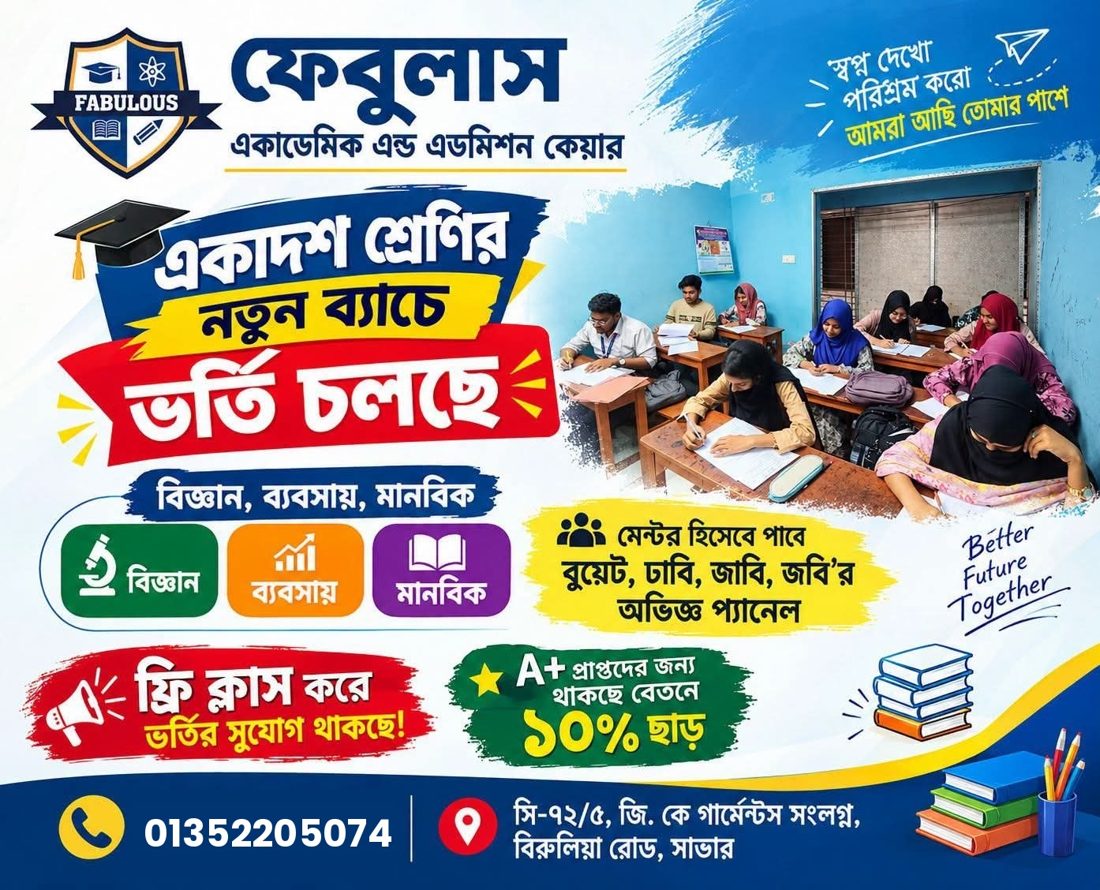 FABULOUS
ফেবুলাস
একাডেমিক এন্ড এডমিশন কেয়ার
স্বপ্ন দেখো
পরিশ্রম করো
আমরা আছি তোমার পাশে
একাদশ শ্রেণির
নতুন ব্যাচে
ভর্তি চলছে
বিজ্ঞান, ব্যবসায়, মানবিক
বিজ্ঞান
ব্যবসায়
মানবিক
মেন্টর হিসেবে পাবে
বুয়েট, ঢাবি, জাবি, জবি'র
অভিজ্ঞ প্যানেল
Better
Future
Together
ফ্রি ক্লাস করে
ভর্তির সুযোগ থাকছে!
A+ প্রাপ্তদের জন্য
থাকছে বেতনে
১০% ছাড়
01352205074
সি-৭২/৫, জি. কে গার্মেন্টস সংলগ্ন,
বিরুলিয়া রোড, সাভার